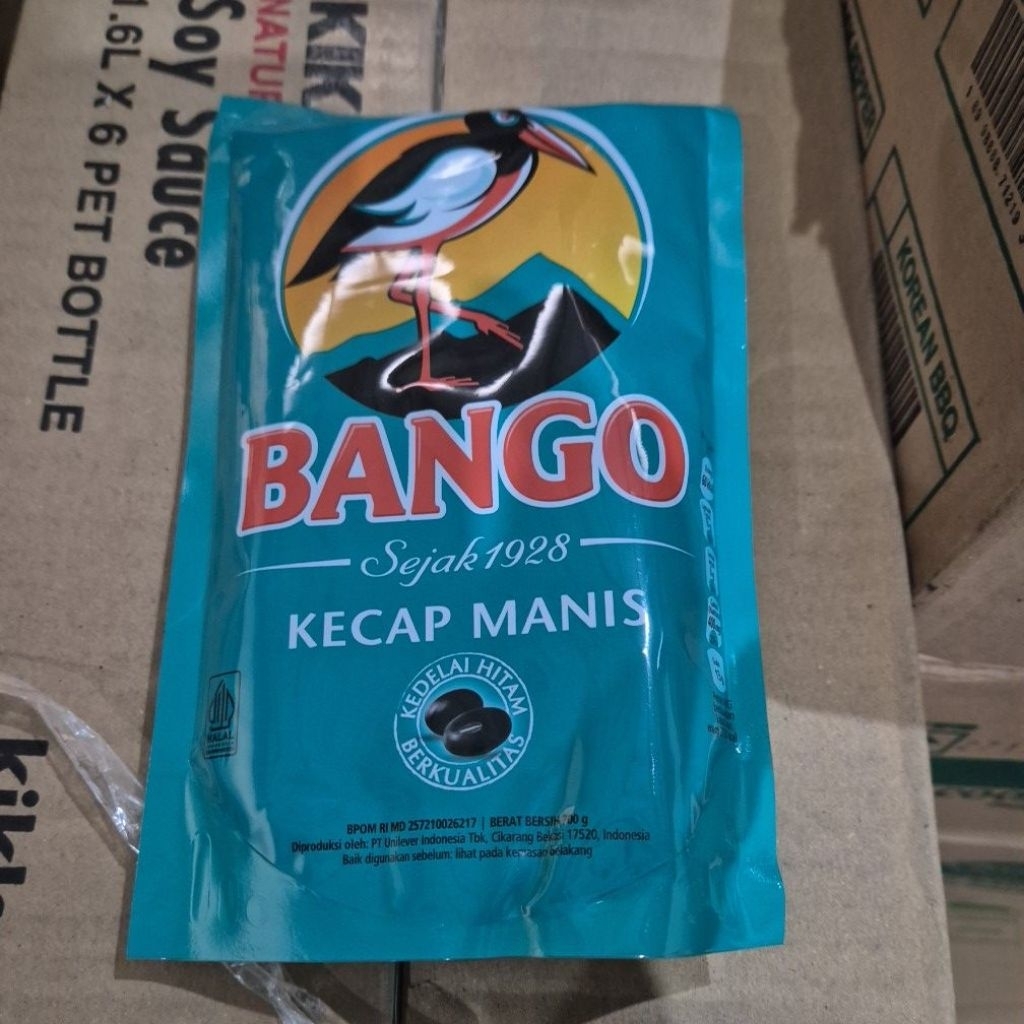 BANGO
Sejak 1928
KECAP MANIS
KEDELAI HITAM
BERKUALITAS
HALAL
BPOM RI MD 257210026217 | BERAT BERSIH
Diproduksi oleh: PT Unilever Indonesia Tbk, Cikarang Bekasi 17520, Indonesia
Baik digunakan sebelum: lihat pada kemasan belakang
Soy Sauce
1.6L X 6 PET BOTTLE
KOREAN BBQ